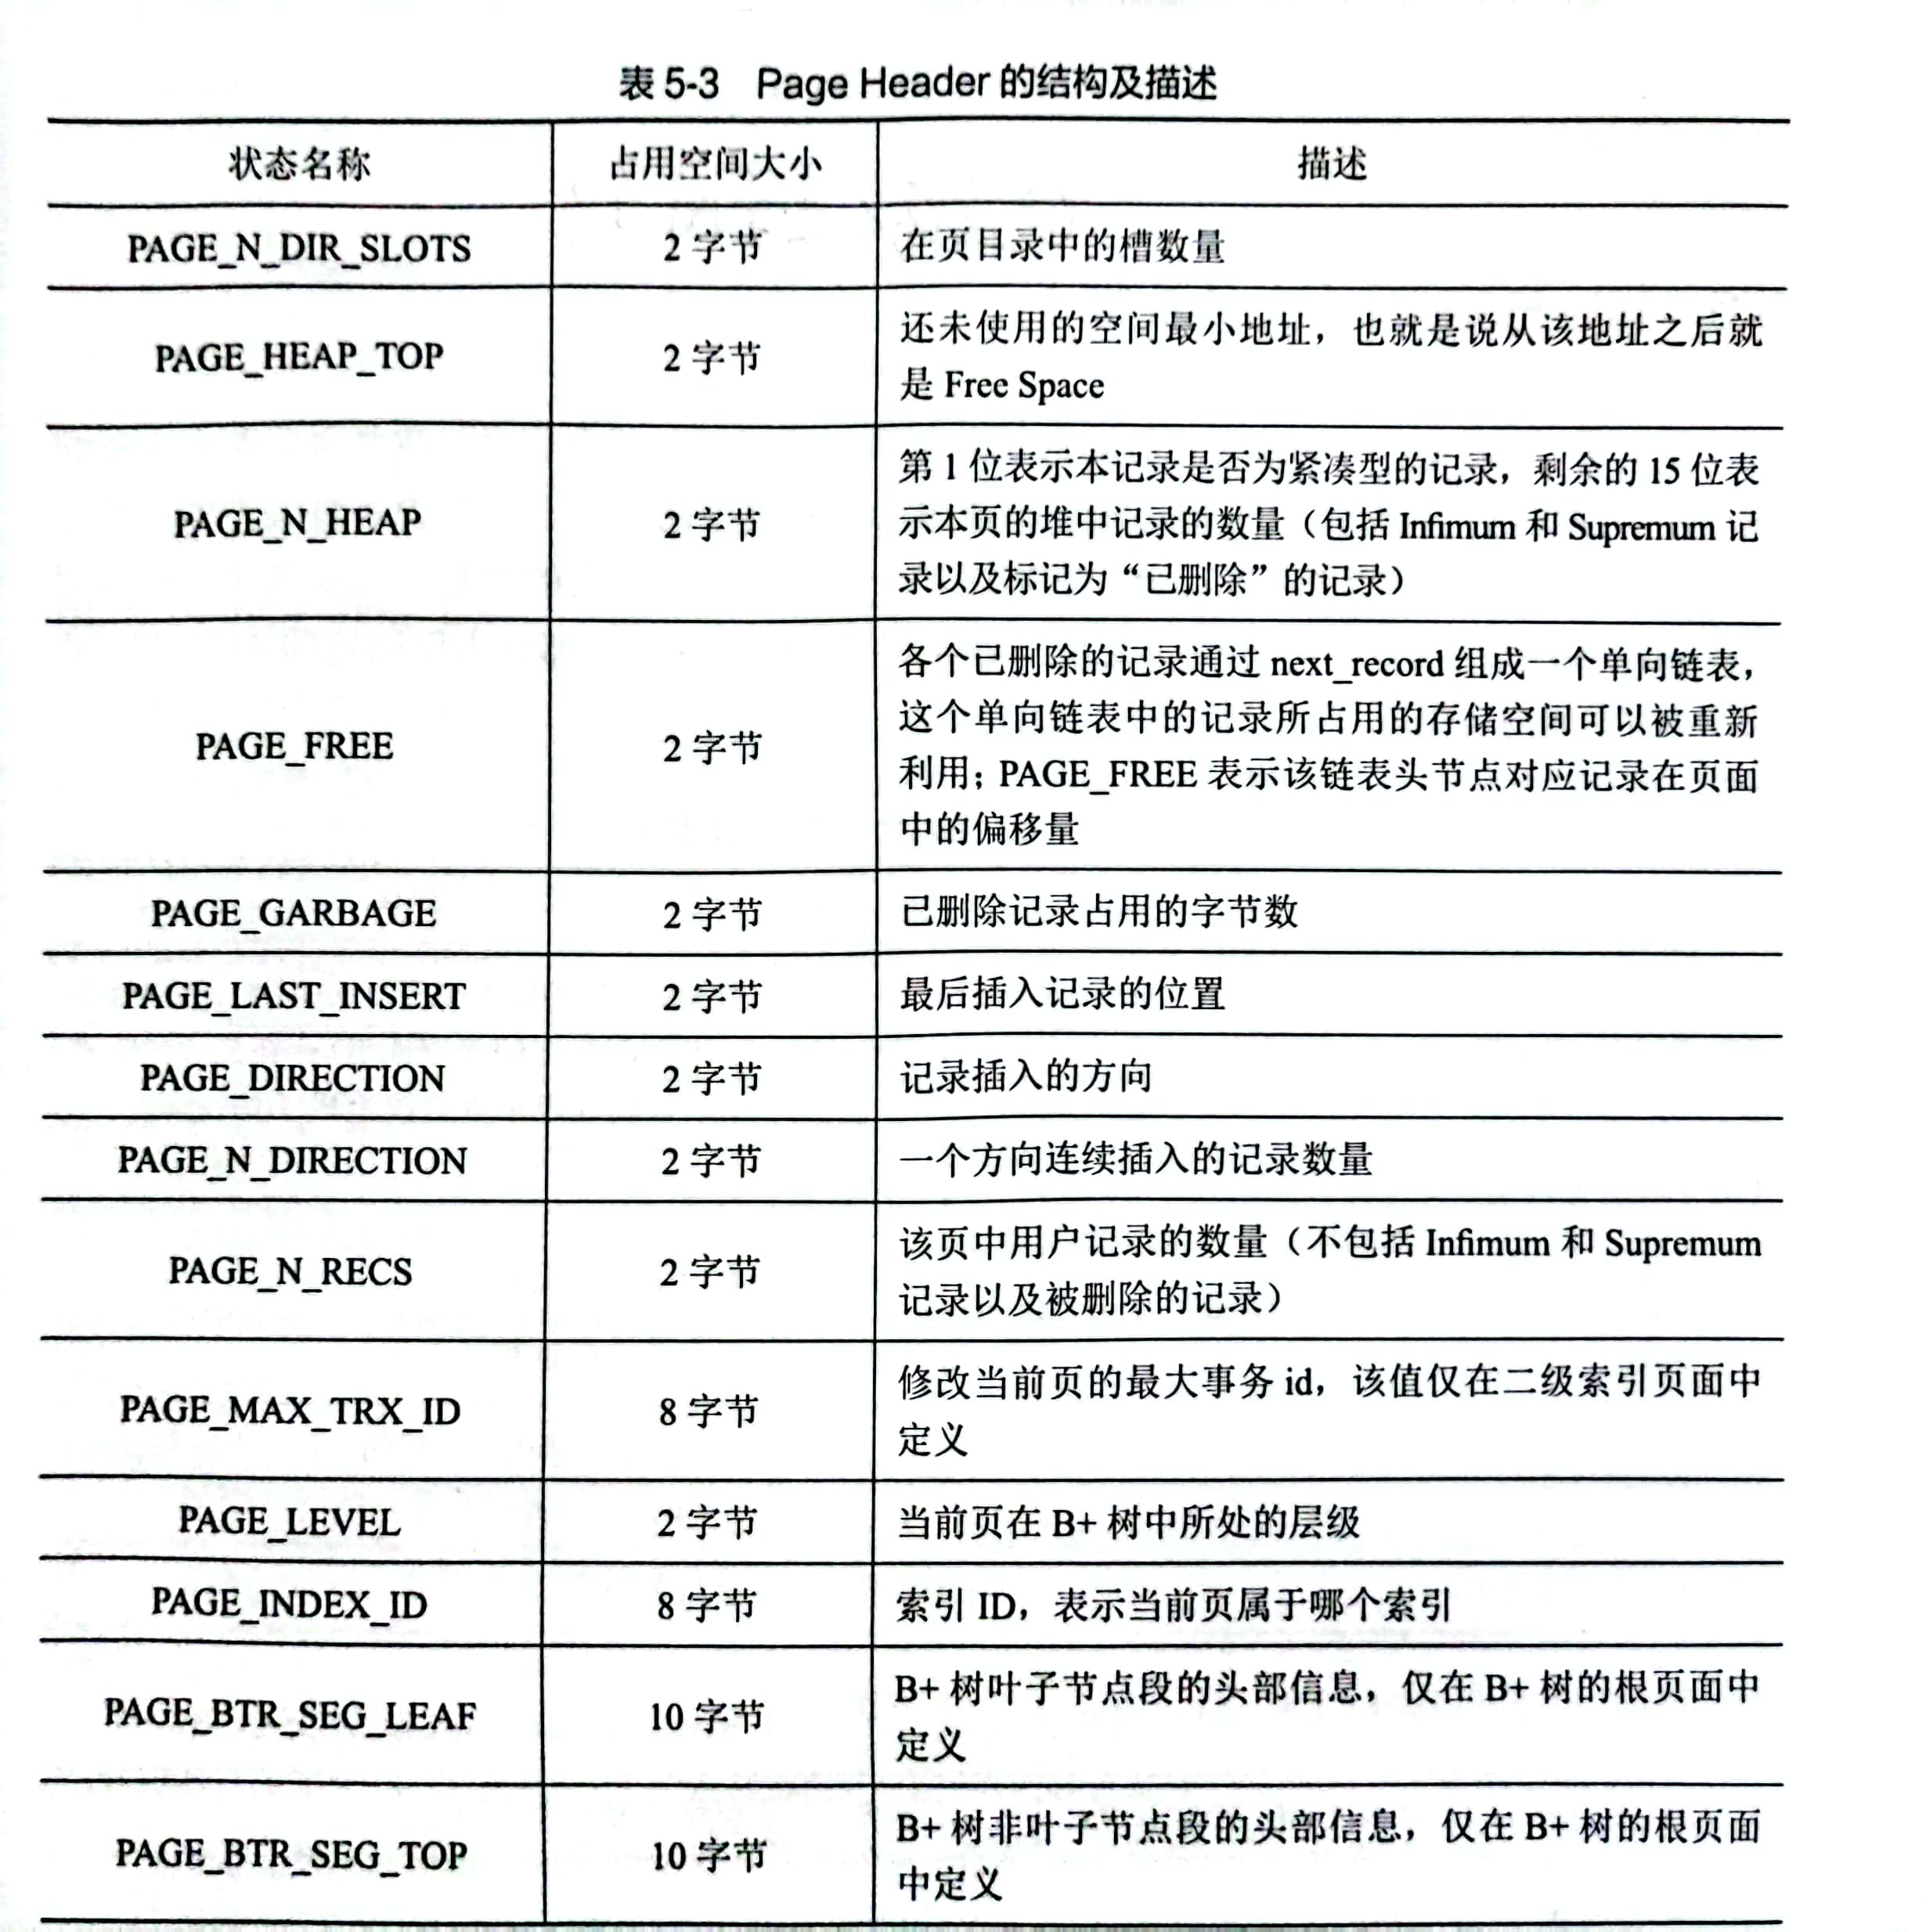 表 5-3 Page Header 的结构及描述
状态名称 占用空间大小 描述
PAGE_N_DIR_SLOTS 2 字节 在页目录中的槽数量
PAGE_HEAP_TOP 2 字节 还未使用的空间最小地址，也就是说从该地址之后就
是 Free Space
PAGE_N_HEAP 2 字节 第 1 位表示本记录是否为紧凑型的记录，剩余的 15 位表
示本页的堆中记录的数量（包括 Infimum 和 Supremum 记
录以及标记为“已删除”的记录）
PAGE_FREE 2 字节 各个已删除的记录通过 next_record 组成一个单向链表，
这个单向链表中的记录所占用的存储空间可以被重新
利用；PAGE_FREE 表示该链表头节点对应记录在页面
中的偏移量
PAGE_GARBAGE 2 字节 已删除记录占用的字节数
PAGE_LAST_INSERT 2 字节 最后插入记录的位置
PAGE_DIRECTION 2 字节 记录插入的方向
PAGE_N_DIRECTION 2 字节 一个方向连续插入的记录数量
PAGE_N_RECS 2 字节 该页中用户记录的数量（不包括 Infimum 和 Supremum
记录以及被删除的记录）
PAGE_MAX_TRX_ID 8 字节 修改当前页的最大事务 id，该值仅在二级索引页面中
定义
PAGE_LEVEL 2 字节 当前页在 B+ 树中所处的层级
PAGE_INDEX_ID 8 字节 索引 ID，表示当前页属于哪个索引
PAGE_BTR_SEG_LEAF 10 字节 B+ 树叶子节点段的头部信息，仅在 B+ 树的根页面中
定义
PAGE_BTR_SEG_TOP 10 字节 B+ 树非叶子节点段的头部信息，仅在 B+ 树的根页面
中定义